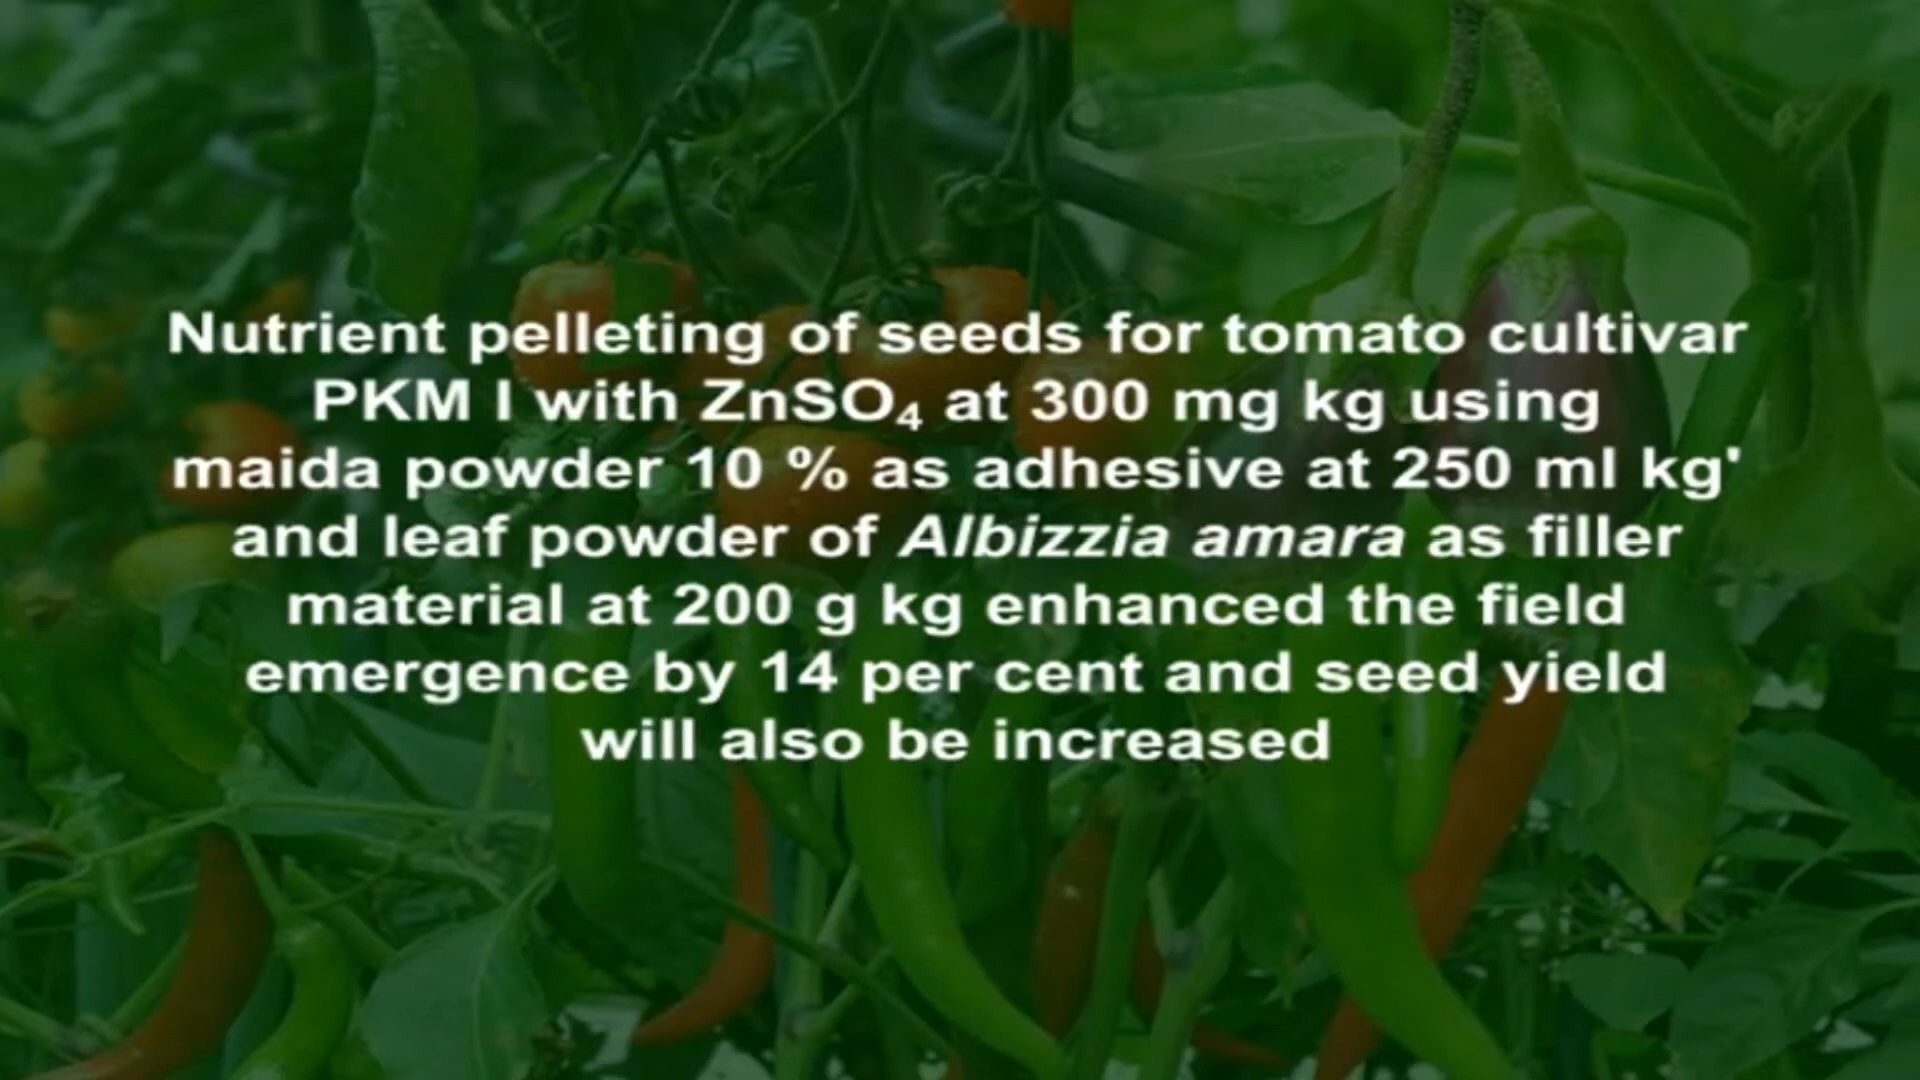 Nutrient pelleting of seeds for tomato cultivar
PKM I with ZnSO₄ at 300 mg kg using
maida powder 10 % as adhesive at 250 ml kg'
and leaf powder of Albizzia amara as filler
material at 200 g kg enhanced the field
emergence by 14 per cent and seed yield
will also be increased